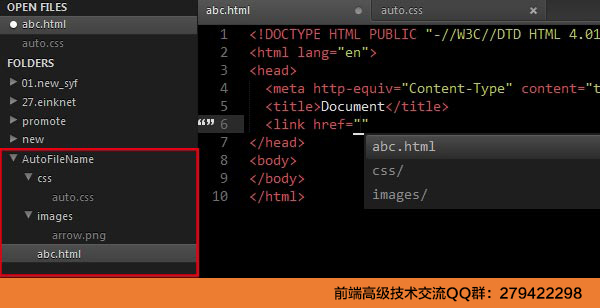 OPEN FILES
abc.html
auto.css
FOLDERS
01.new_syf
27.einknet
promote
new
AutoFileName
css
auto.css
images
arrow.png
abc.html
abc.html
auto.css ×
1 <!DOCTYPE HTML PUBLIC "-//W3C//DTD HTML 4.01
2 <html lang="en">
3 <head>
4 <meta http-equiv="Content-Type" content="t
5 <title>Document</title>
“” 6 <link href=""
7 </head>
8 <body>
9 </body>
10 </html>
abc.html
css/
images/
前端高级技术交流QQ群：279422298